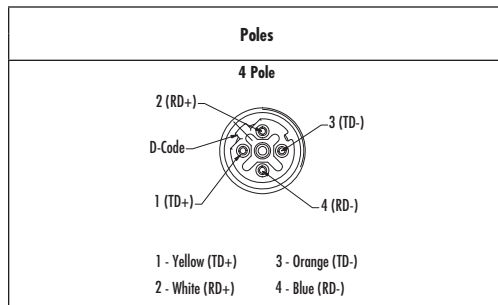 Poles
4 Pole
2 (RD+)
3 (TD-)
D-Code
1 (TD+)
4 (RD-)
1 - Yellow (TD+) 3 - Orange (TD-)
2 - White (RD+) 4 - Blue (RD-)